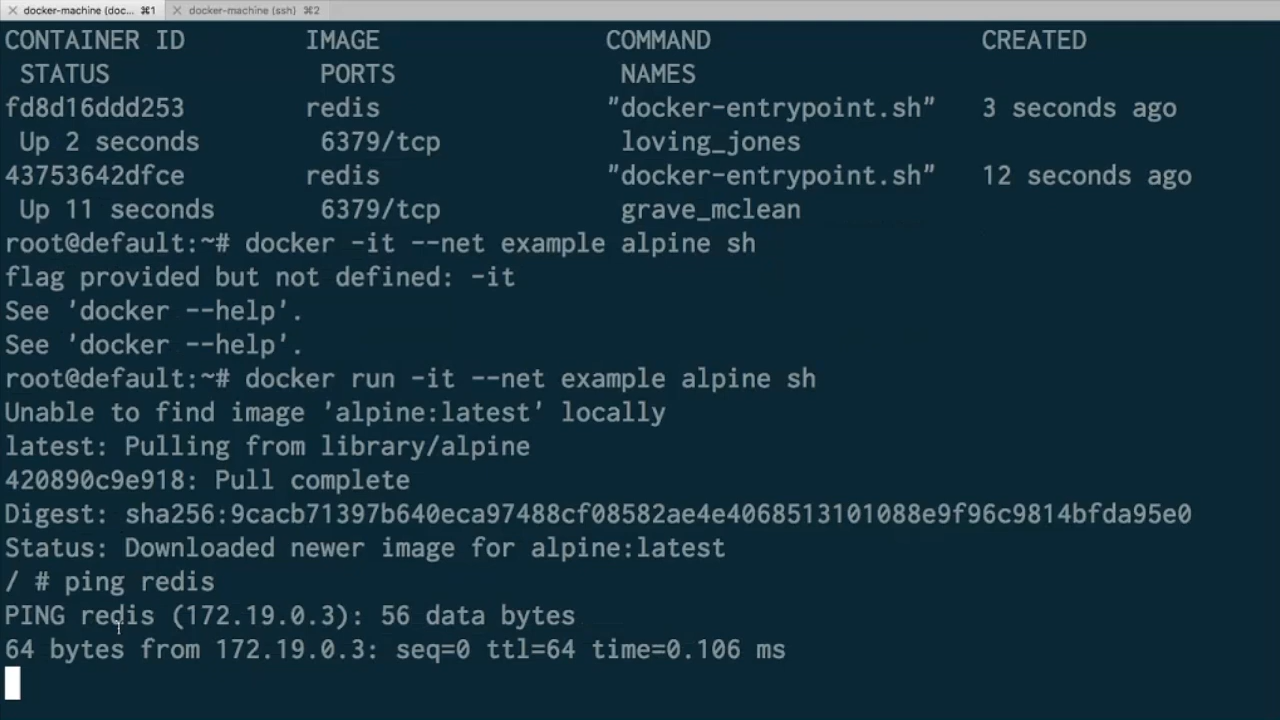 docker-machine (doc... ⌘1
docker-machine (ssh) ⌘2
CONTAINER ID IMAGE COMMAND CREATED
STATUS PORTS NAMES
fd8d16ddd253 redis "docker-entrypoint.sh" 3 seconds ago
Up 2 seconds 6379/tcp loving_jones
43753642dfce redis "docker-entrypoint.sh" 12 seconds ago
Up 11 seconds 6379/tcp grave_mclean
root@default:~# docker -it --net example alpine sh
flag provided but not defined: -it
See 'docker --help'.
See 'docker --help'.
root@default:~# docker run -it --net example alpine sh
Unable to find image 'alpine:latest' locally
latest: Pulling from library/alpine
420890c9e918: Pull complete
Digest: sha256:9cacb71397b640eca97488cf08582ae4e4068513101088e9f96c9814bfda95e0
Status: Downloaded newer image for alpine:latest
/ # ping redis
PING redis (172.19.0.3): 56 data bytes
64 bytes from 172.19.0.3: seq=0 ttl=64 time=0.106 ms